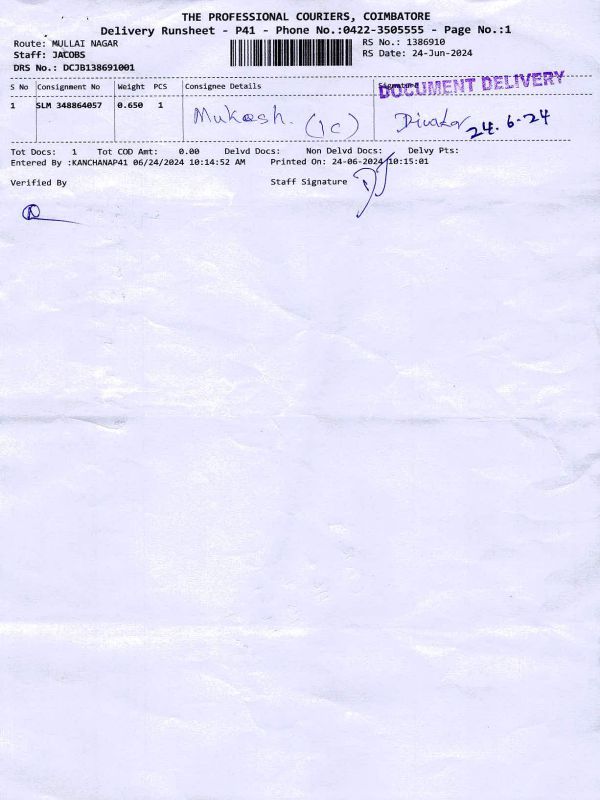 THE PROFESSIONAL COURIERS, COIMBATORE
Delivery Runsheet - P41 - Phone No.:0422-3505555 - Page No.:1
Route: MULLAI NAGAR RS No.: 1386910
Staff: JACOBS RS Date: 24-Jun-2024
DRS No.: DCJB138691001
S No Consignment No Weight PCS Consignee Details Signature
DOCUMENT DELIVERY
1 SLM 348864057 0.650 1 Mukesh. (IC)
24.6.24
Tot Docs: 1 Tot COD Amt: 0.00 Delvd Docs: Non Delvd Docs: Delvy Pts:
Entered By :KANCHANAP41 06/24/2024 10:14:52 AM Printed On: 24-06-2024 10:15:01
Verified By Staff Signature